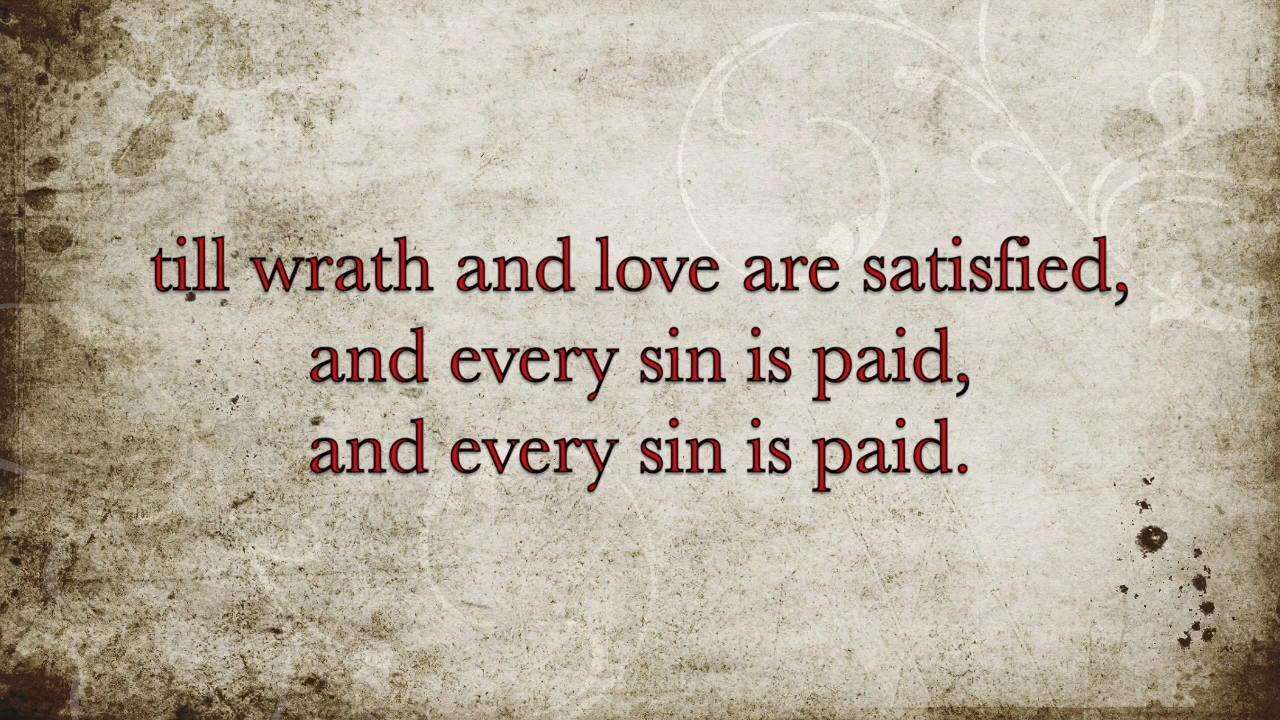 till wrath and love are satisfied,
and every sin is paid,
and every sin is paid.